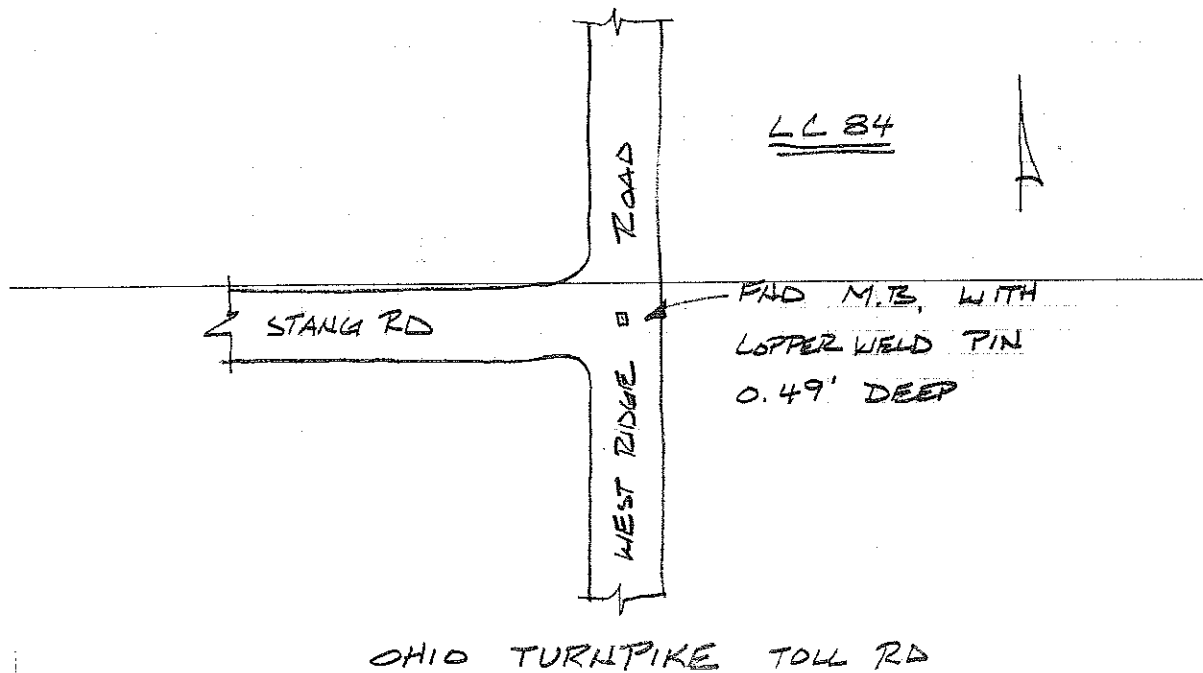 LC 84
WEST RIDGE ROAD
STANG RD
FND M.B. WITH
COPPER WELD PIN
0.49' DEEP
OHIO TURNPIKE TOLL RD